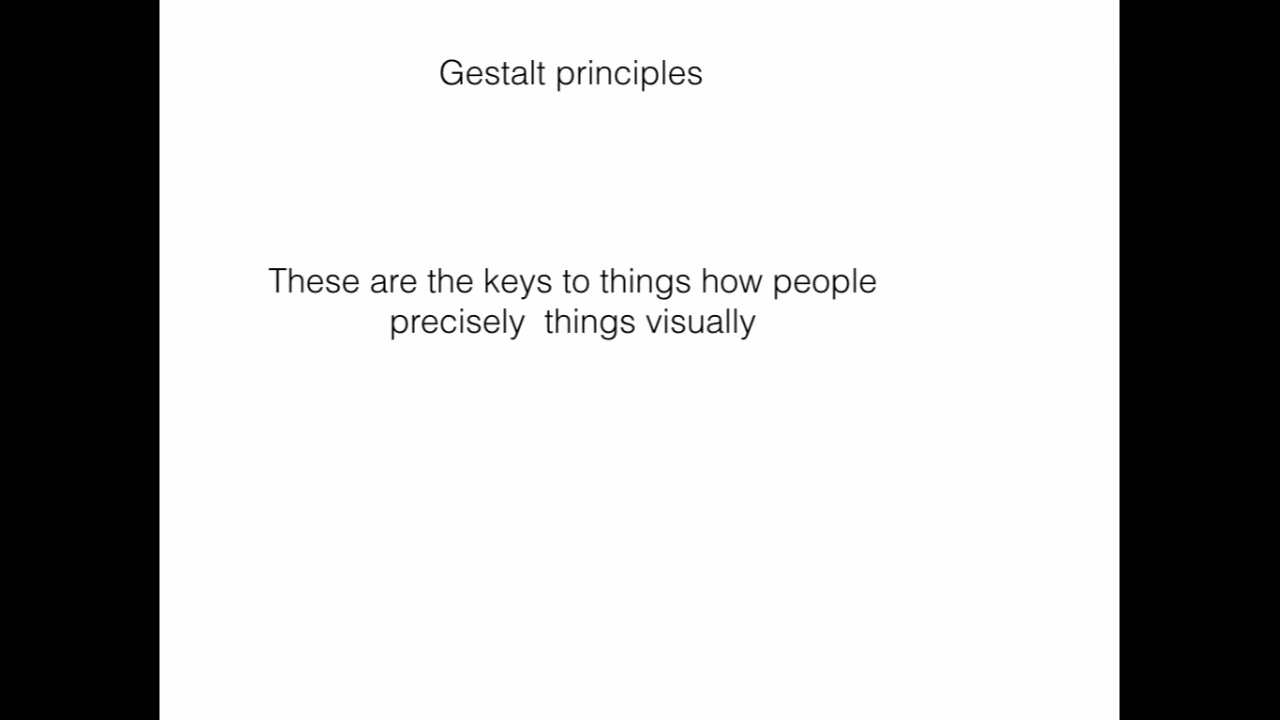 Gestalt principles
These are the keys to things how people
precisely  things visually